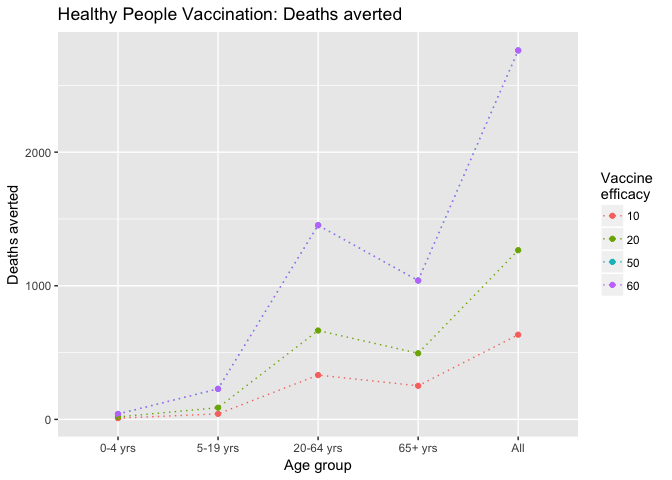 Healthy People Vaccination: Deaths averted
Deaths averted
2000
1000
0
0-4 yrs
5-19 yrs
20-64 yrs
65+ yrs
All
Age group
Vaccine
efficacy
10
20
50
60